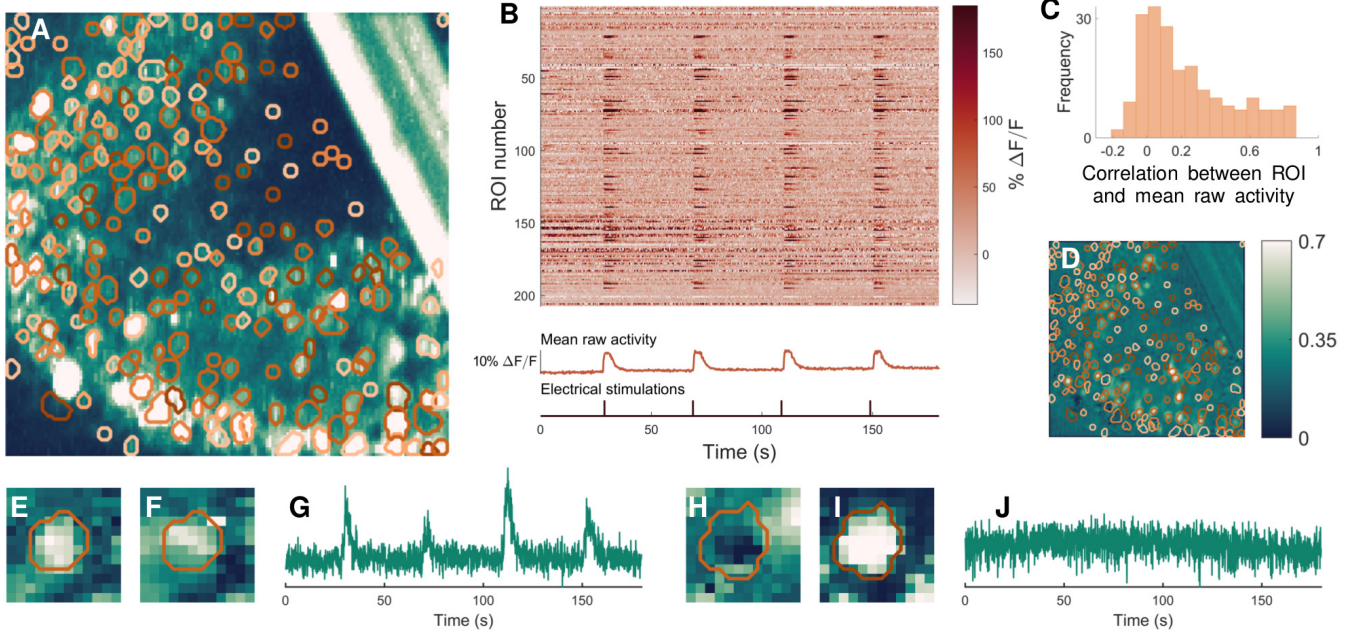 A
B
ROI number
50
100
150
200
150
100
50
0
% ΔF/F
C
Frequency
30
0
-0.2
0
0.2
0.6
1
Correlation between ROI
and mean raw activity
Mean raw activity
10% ΔF/F
Electrical stimulations
0
50
100
150
Time (s)
D
0.7
0.35
0
E
F
G
0
50
100
150
Time (s)
H
I
J
0
50
100
150
Time (s)